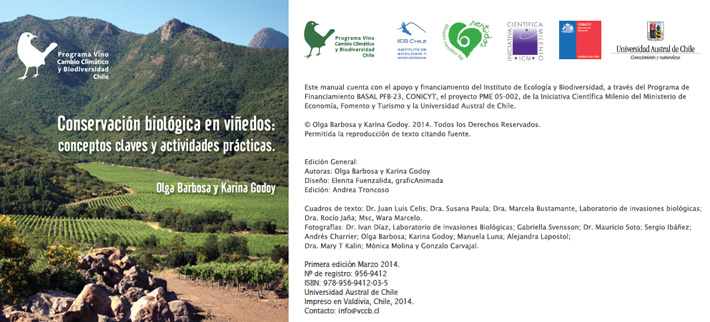 Programa Vino
Cambio Climático
y Biodiversidad
Chile
Conservación biológica en viñedos:
conceptos claves y actividades prácticas.
Olga Barbosa y Karina Godoy
Programa Vino
Cambio Climático
y Biodiversidad
Chile
IEB CHILE
INSTITUTO DE
ECOLOGÍA Y
BIODIVERSIDAD
INICIATIVA
CIENTÍFICA
MILENIO
ICM
CONICYT
Universidad Austral de Chile
Conocimiento y naturaleza
Este manual cuenta con el apoyo y financiamiento del Instituto de Ecología y Biodiversidad, a través del Programa de
Financiamiento BASAL PFB-23, CONICYT, el proyecto PME 05-002, de la Iniciativa Científica Milenio del Ministerio de
Economía, Fomento y Turismo y la Universidad Austral de Chile.
© Olga Barbosa y Karina Godoy. 2014. Todos los Derechos Reservados.
Permitida la reproducción de texto citando fuente.
Edición General:
Autoras: Olga Barbosa y Karina Godoy
Diseño: Elenita Fuenzalida, graficAnimada
Edición: Andrea Troncoso
Cuadros de texto: Dr. Juan Luis Celis; Dra. Susana Paula; Dra. Marcela Bustamante, Laboratorio de invasiones biológicas;
Dra. Rocío Jaña; Msc, Wara Marcelo.
Fotografías: Dr. Ivan Díaz, Laboratorio de Invasiones Biológicas; Gabriella Svensson; Dr. Mauricio Soto; Sergio Ibáñez;
Andrés Charrier; Olga Barbosa; Karina Godoy; Manuela Luna; Alejandra Lapostol;
Dra. Mary T Kalin; Mónica Molina y Gonzalo Carvajal.
Primera edición Marzo 2014.
Nº de registro: 956-9412
ISBN: 978-956-9412-03-5
Universidad Austral de Chile
Impreso en Valdivia, Chile, 2014.
Contacto: info@vccb.cl